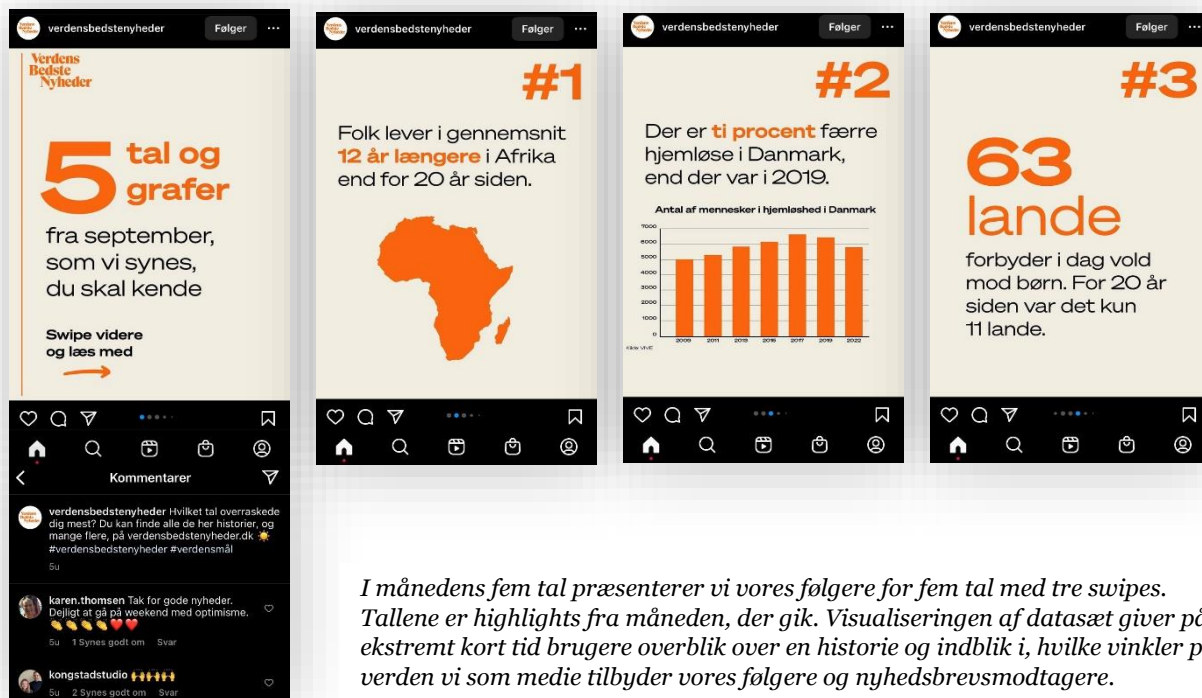 verdensbedstenyheder Følger
Verdens
Bedste
Nyheder
5 tal og
grafer
fra september,
som vi synes,
du skal kende
Swipe videre
og læs med
verdensbedstenyheder Følger
#1
Folk lever i gennemsnit
12 år længere i Afrika
end for 20 år siden.
verdensbedstenyheder Følger
#2
Der er ti procent færre
hjemløse i Danmark,
end der var i 2019.
Antal af mennesker i hjemløshed i Danmark
7000
6000
5000
4000
3000
2000
1000
0
2009 2011 2013 2015 2017 2019 2022
Kilde: VIVE
verdensbedstenyheder Følger
#3
63
lande
forbyder i dag vold
mod børn. For 20 år
siden var det kun
11 lande.
Kommentarer
verdensbedstenyheder Hvilket tal overraskede
dig mest? Du kan finde alle de her historier, og
mange flere, på verdensbedstenyheder.dk ☀️
#verdensbedstenyheder #verdensmål
5u
karen.thomsen Tak for gode nyheder.
Dejligt at gå på weekend med optimisme.
👏👏👏👏❤️❤️
5u 1 Synes godt om Svar
kongstadstudio 🙌🙌🙌🙌
5u 2 Synes godt om Svar
I månedens fem tal præsenterer vi vores følgere for fem tal med tre swipes.
Tallene er highlights fra måneden, der gik. Visualiseringen af datasæt giver på
ekstremt kort tid brugere overblik over en historie og indblik i, hvilke vinkler p
verden vi som medie tilbyder vores følgere og nyhedsbrevsmodtagere.